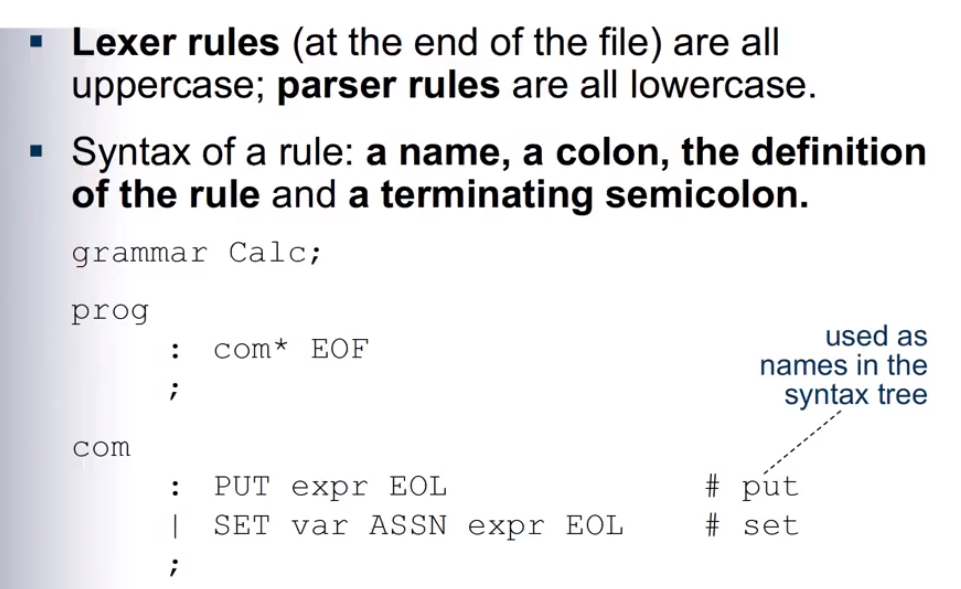 ▪ Lexer rules (at the end of the file) are all
uppercase; parser rules are all lowercase.
▪ Syntax of a rule: a name, a colon, the definition
of the rule and a terminating semicolon.
grammar Calc;
prog
: com* EOF
;
used as
names in the
syntax tree
com
: PUT expr EOL # put
| SET var ASSN expr EOL # set
;